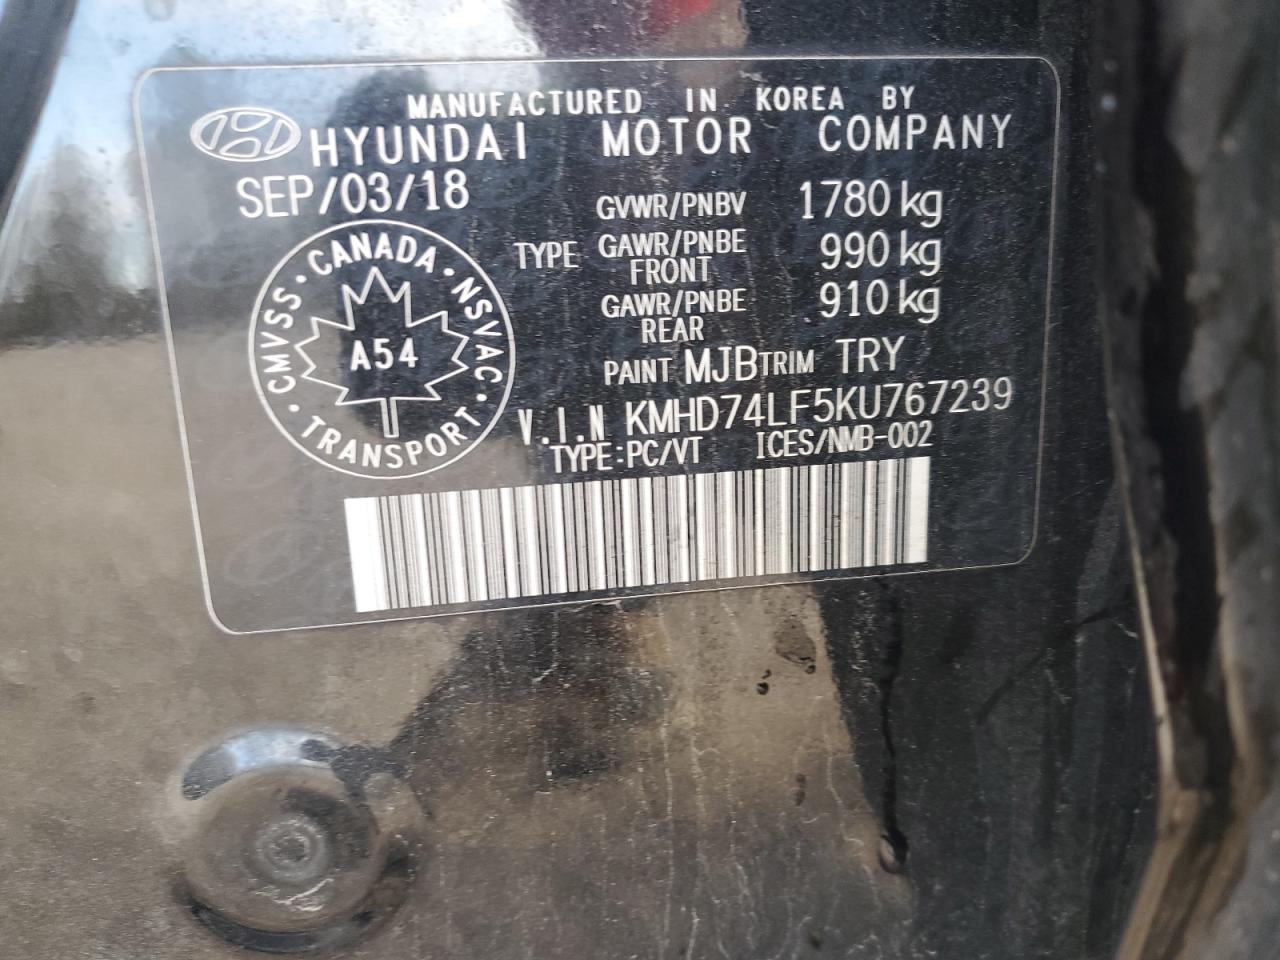 MANUFACTURED IN KOREA BY
HYUNDAI MOTOR COMPANY
SEP/03/18
GVWR/PNBV 1780 kg
TYPE GAWR/PNBE FRONT 990 kg
GAWR/PNBE REAR 910 kg
PAINT MJB TRIM TRY
V.I.N KMHD74LF5KU767239
TYPE:PC/VT ICES/NMB-002
CANADA · NSVAC · TRANSPORT · CMVSS ·
A54